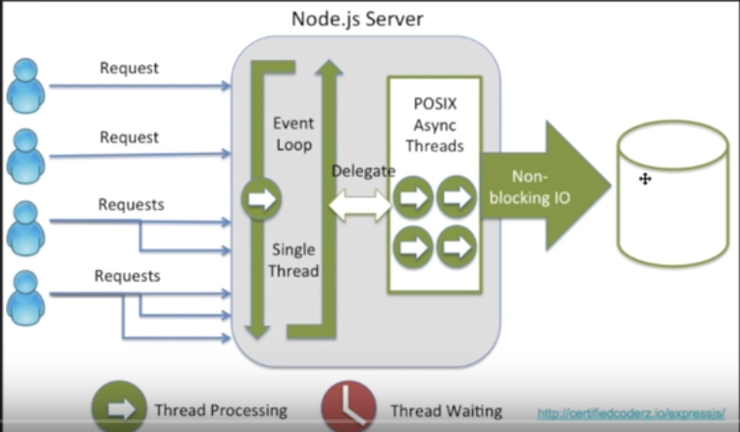 Node.js Server
Request
Request
Requests
Requests
Event
Loop
Single
Thread
Delegate
POSIX
Async
Threads
Non-
blocking IO
Thread Processing
Thread Waiting
http://certifiedcoderz.io/expressjs/